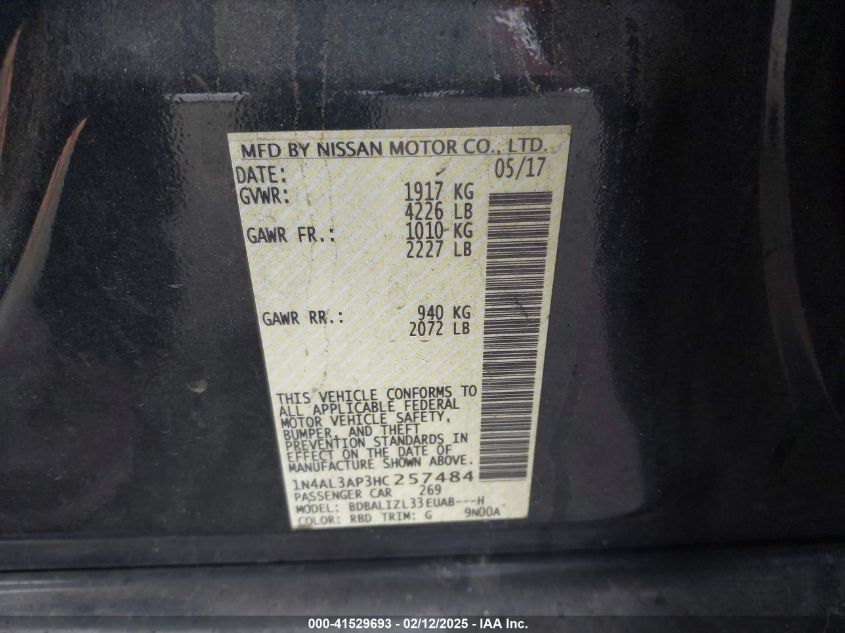 MFD BY NISSAN MOTOR CO., LTD.
DATE: 05/17
GVWR: 1917 KG
4226 LB
GAWR FR.: 1010 KG
2227 LB
GAWR RR.: 940 KG
2072 LB
THIS VEHICLE CONFORMS TO
ALL APPLICABLE FEDERAL
MOTOR VEHICLE SAFETY,
BUMPER, AND THEFT
PREVENTION STANDARDS IN
EFFECT ON THE DATE OF
MANUFACTURE SHOWN ABOVE.
1N4AL3AP3HC257484
PASSENGER CAR 269
MODEL: BDBALIZL33EUAB---H
COLOR: RBD TRIM: G 9N00A
000-41529693 - 02/12/2025 - IAA Inc.